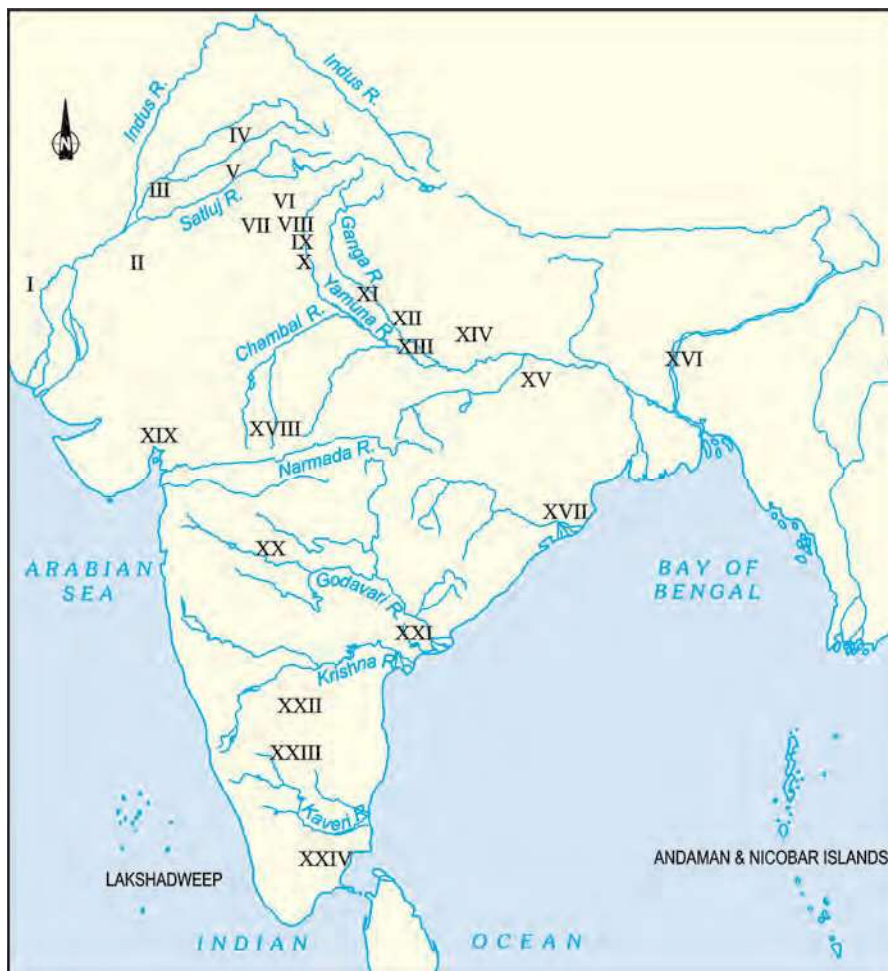 Indus R.
Indus R.
N
IV
V
III
Satluj R.
VI
VII
VIII
IX
X
II
I
Ganga R.
XI
Yamuna R.
XII
Chambal R.
XIII
XIV
XVI
XV
XIX
XVIII
Narmada R.
XVII
XX
ARABIAN
SEA
Godavari R.
BAY OF
BENGAL
XXI
Krishna R.
XXII
XXIII
Kaveri R.
XXIV
LAKSHADWEEP
ANDAMAN & NICOBAR ISLANDS
INDIAN OCEAN